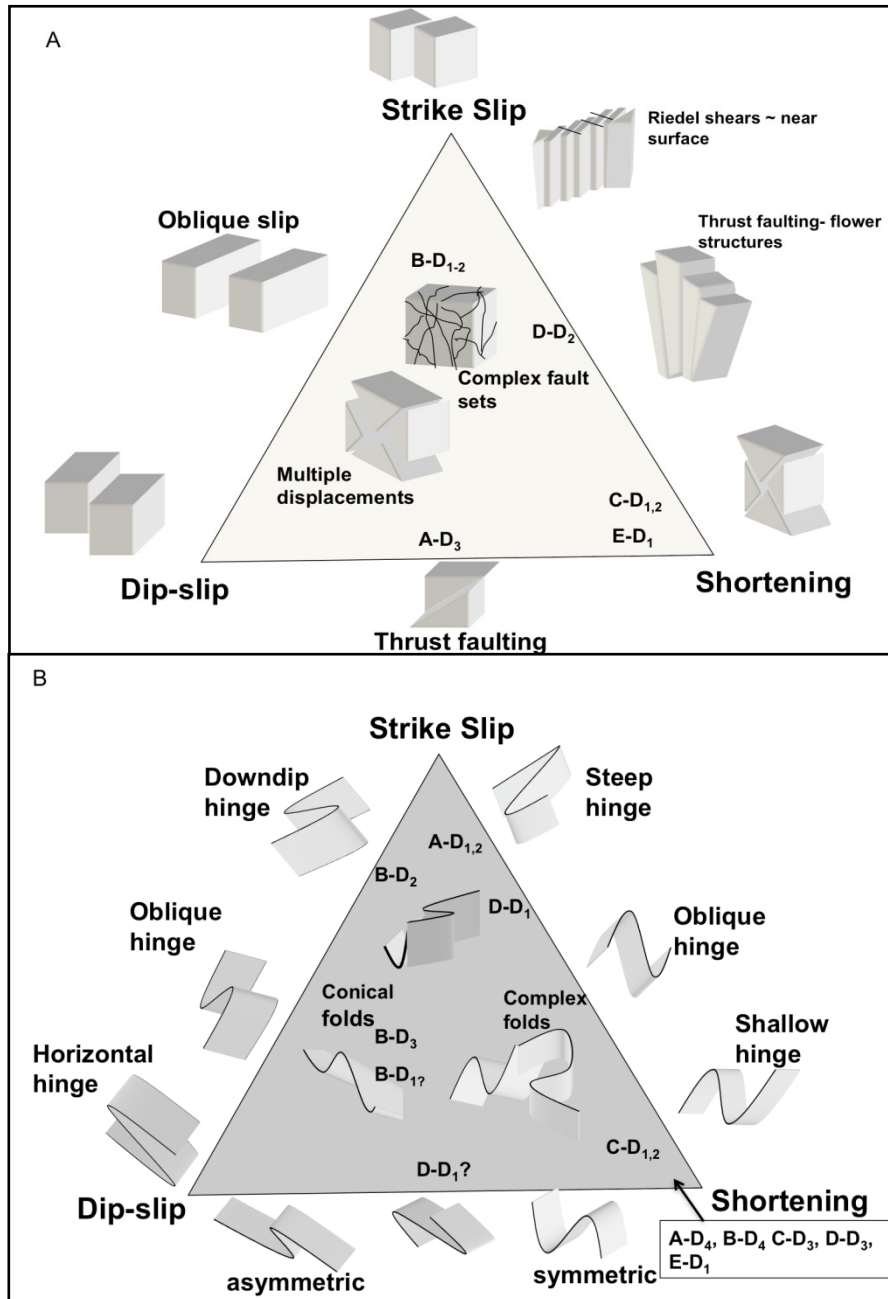 A
Strike Slip
Riedel shears ~ near
surface
Oblique slip
Thrust faulting- flower
structures
B-D₁₋₂
D-D₂
Complex fault
sets
Multiple
displacements
C-D₁,₂
A-D₃
E-D₁
Dip-slip
Shortening
Thrust faulting
B
Strike Slip
Downdip
hinge
Steep
hinge
A-D₁,₂
B-D₂
D-D₁
Oblique
hinge
Oblique
hinge
Conical
folds
Complex
folds
B-D₃
B-D₁?
Shallow
hinge
Horizontal
hinge
C-D₁,₂
D-D₁?
Dip-slip
Shortening
A-D₄, B-D₄ C-D₃, D-D₃,
E-D₁
asymmetric
symmetric